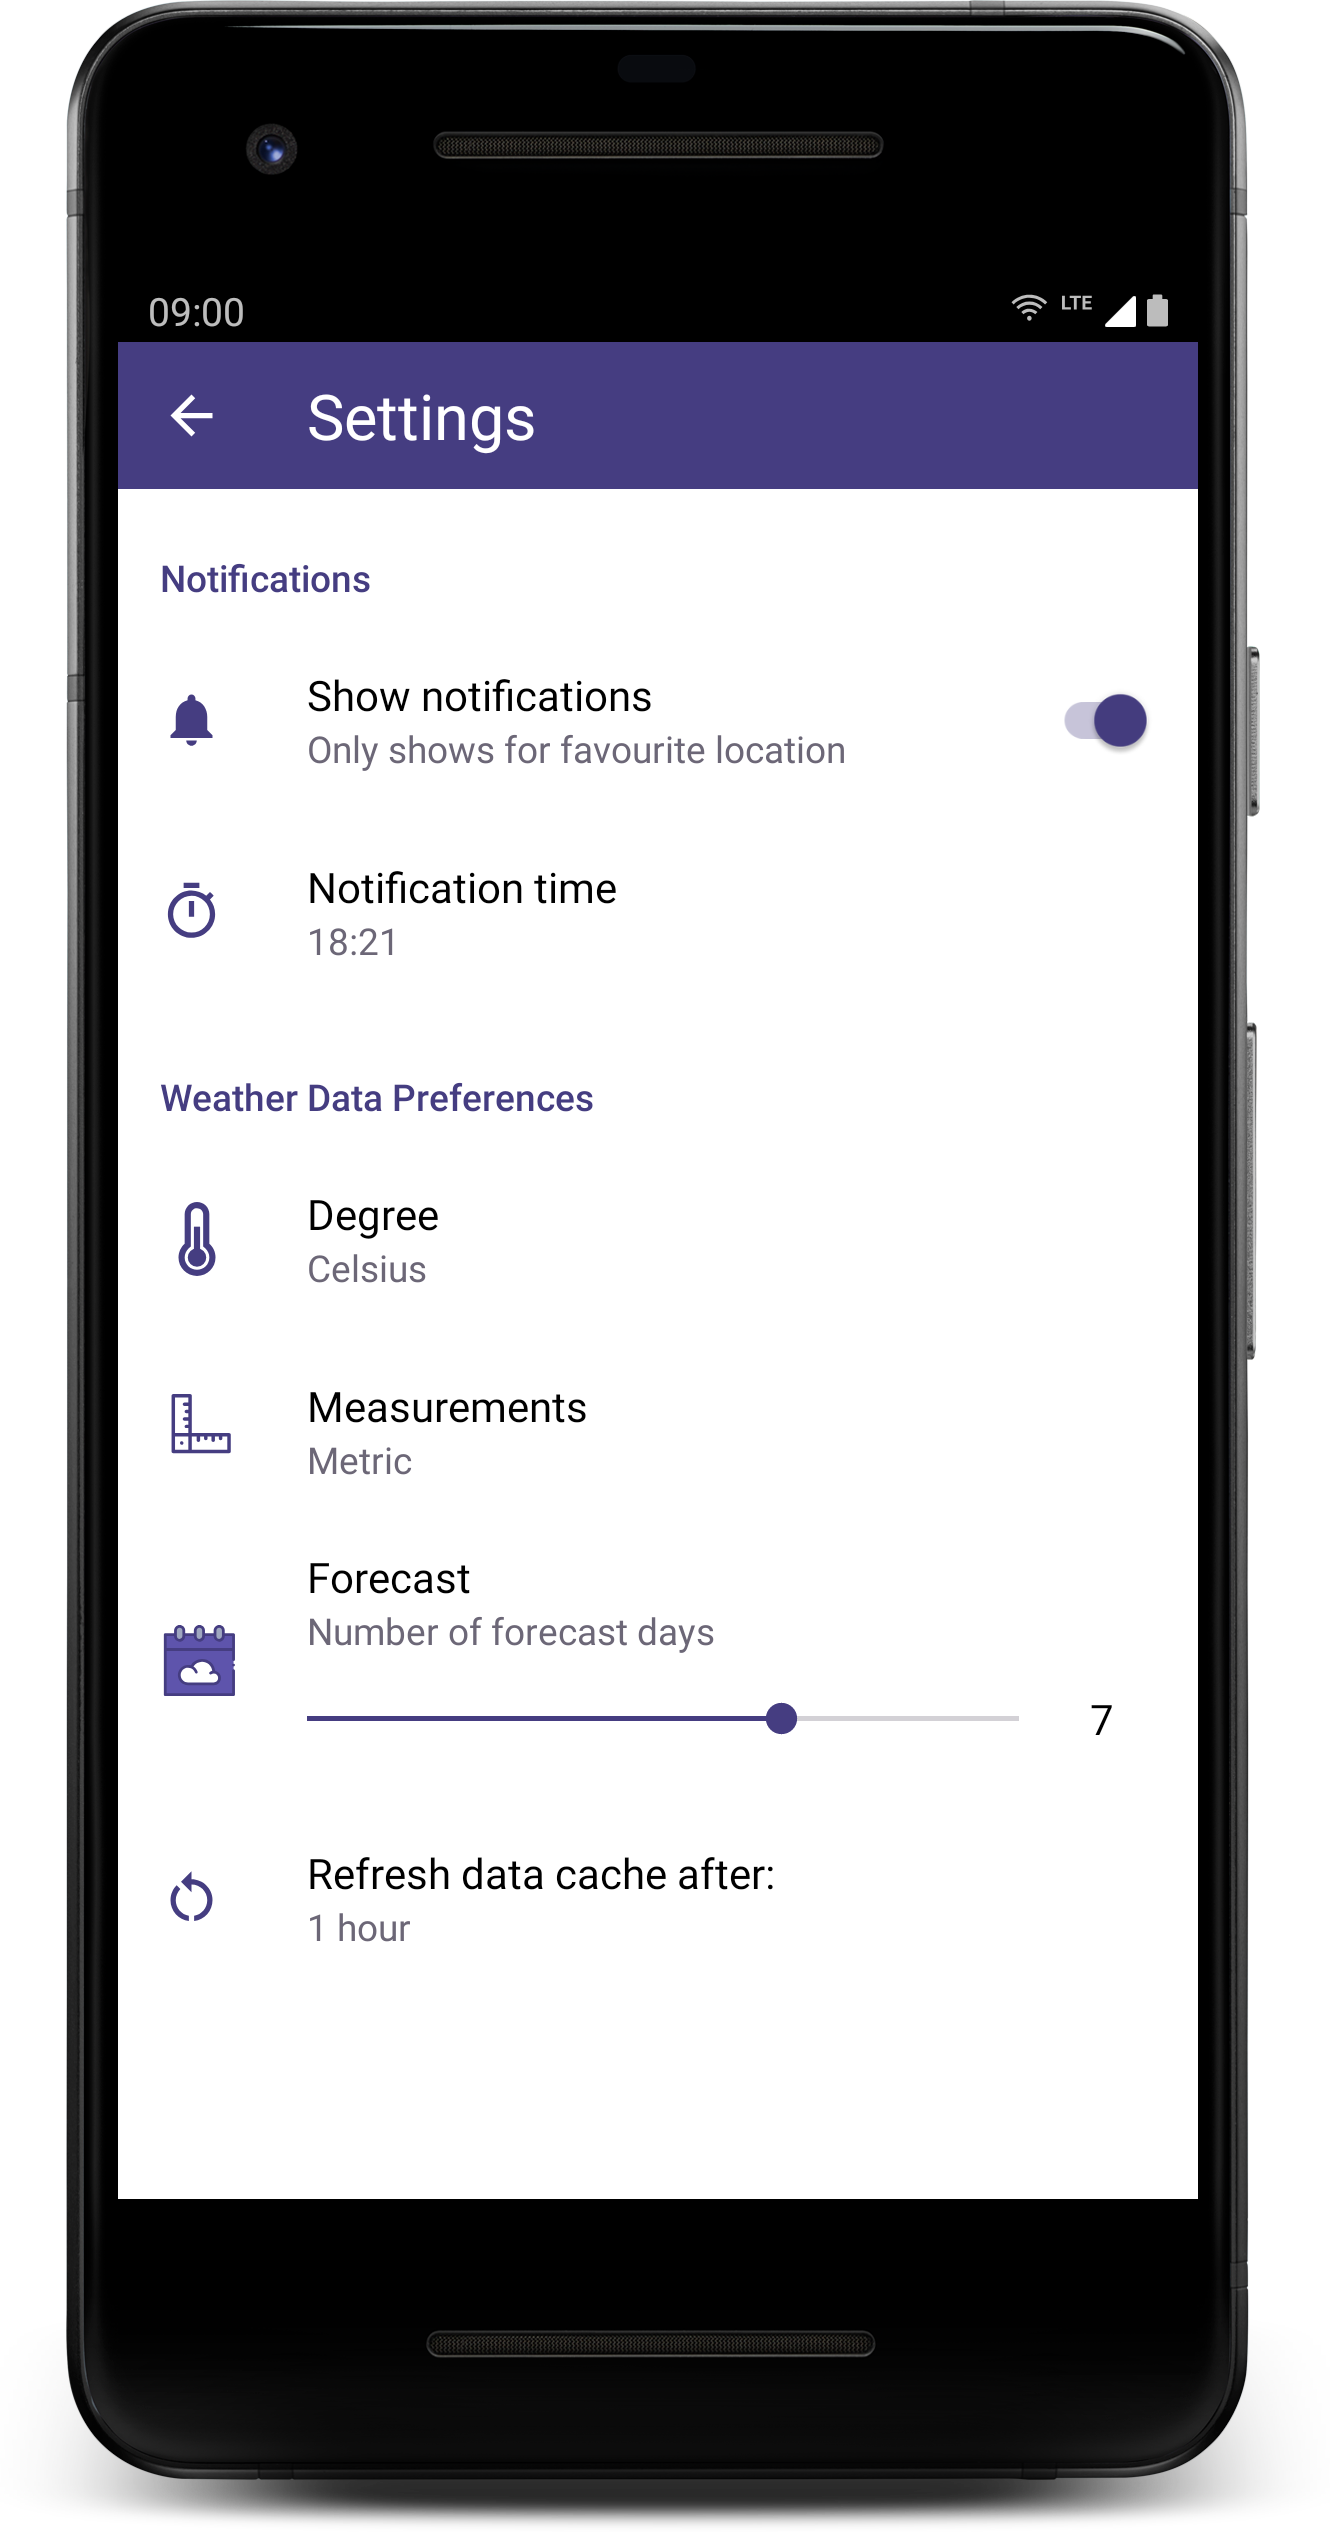 09:00
LTE
Settings
Notifications
Show notifications
Only shows for favourite location
Notification time
18:21
Weather Data Preferences
Degree
Celsius
Measurements
Metric
Forecast
Number of forecast days
7
Refresh data cache after:
1 hour